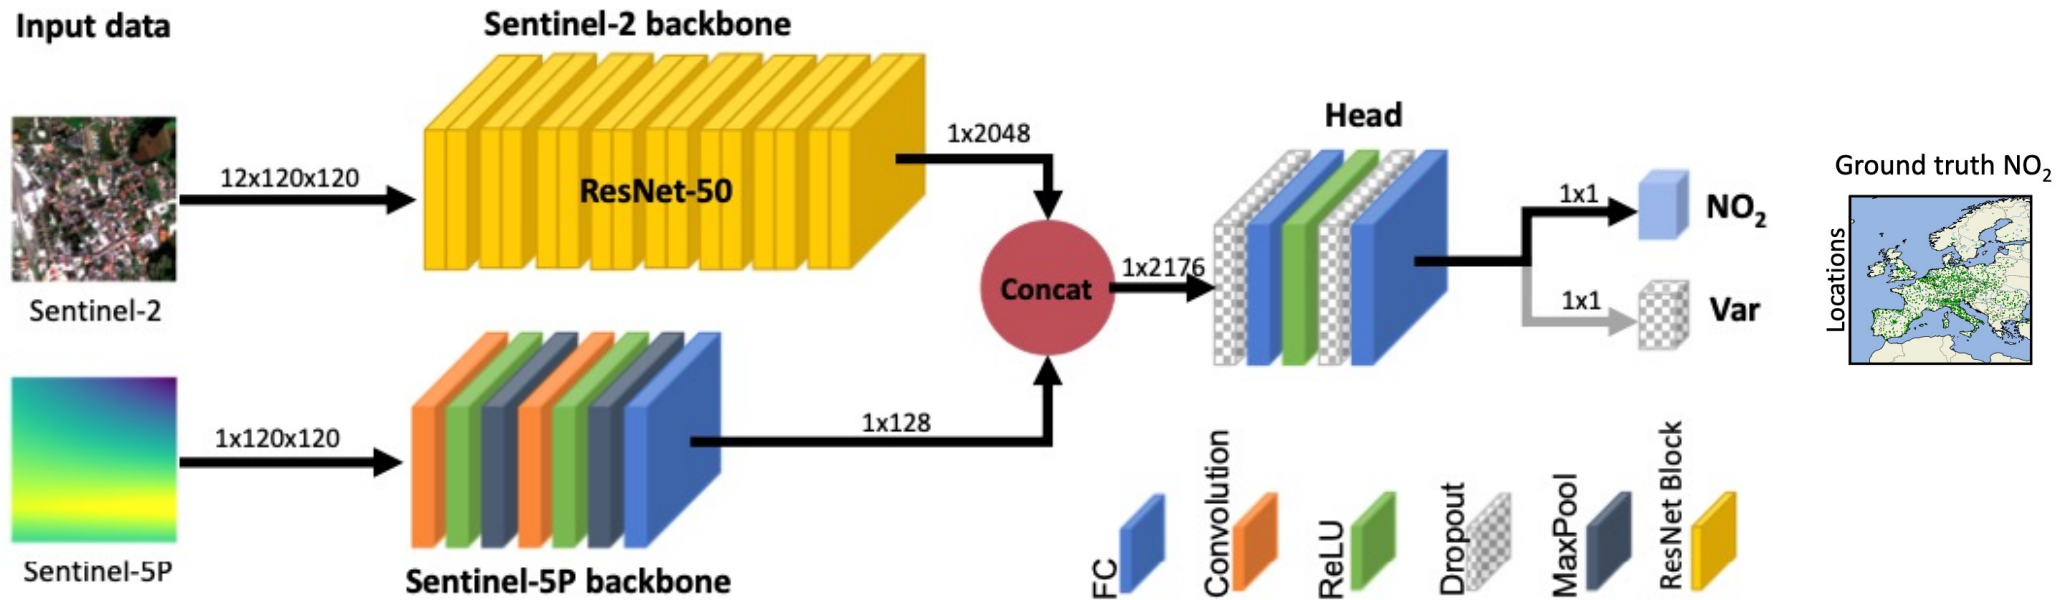 Input data
Sentinel-2 backbone
12x120x120
ResNet-50
1x2048
Sentinel-2
Head
Concat
1x2176
1x1
NO2
1x1
Var
Ground truth NO2
Locations
1x120x120
1x128
Sentinel-5P
Sentinel-5P backbone
FC
Convolution
ReLU
Dropout
MaxPool
ResNet Block